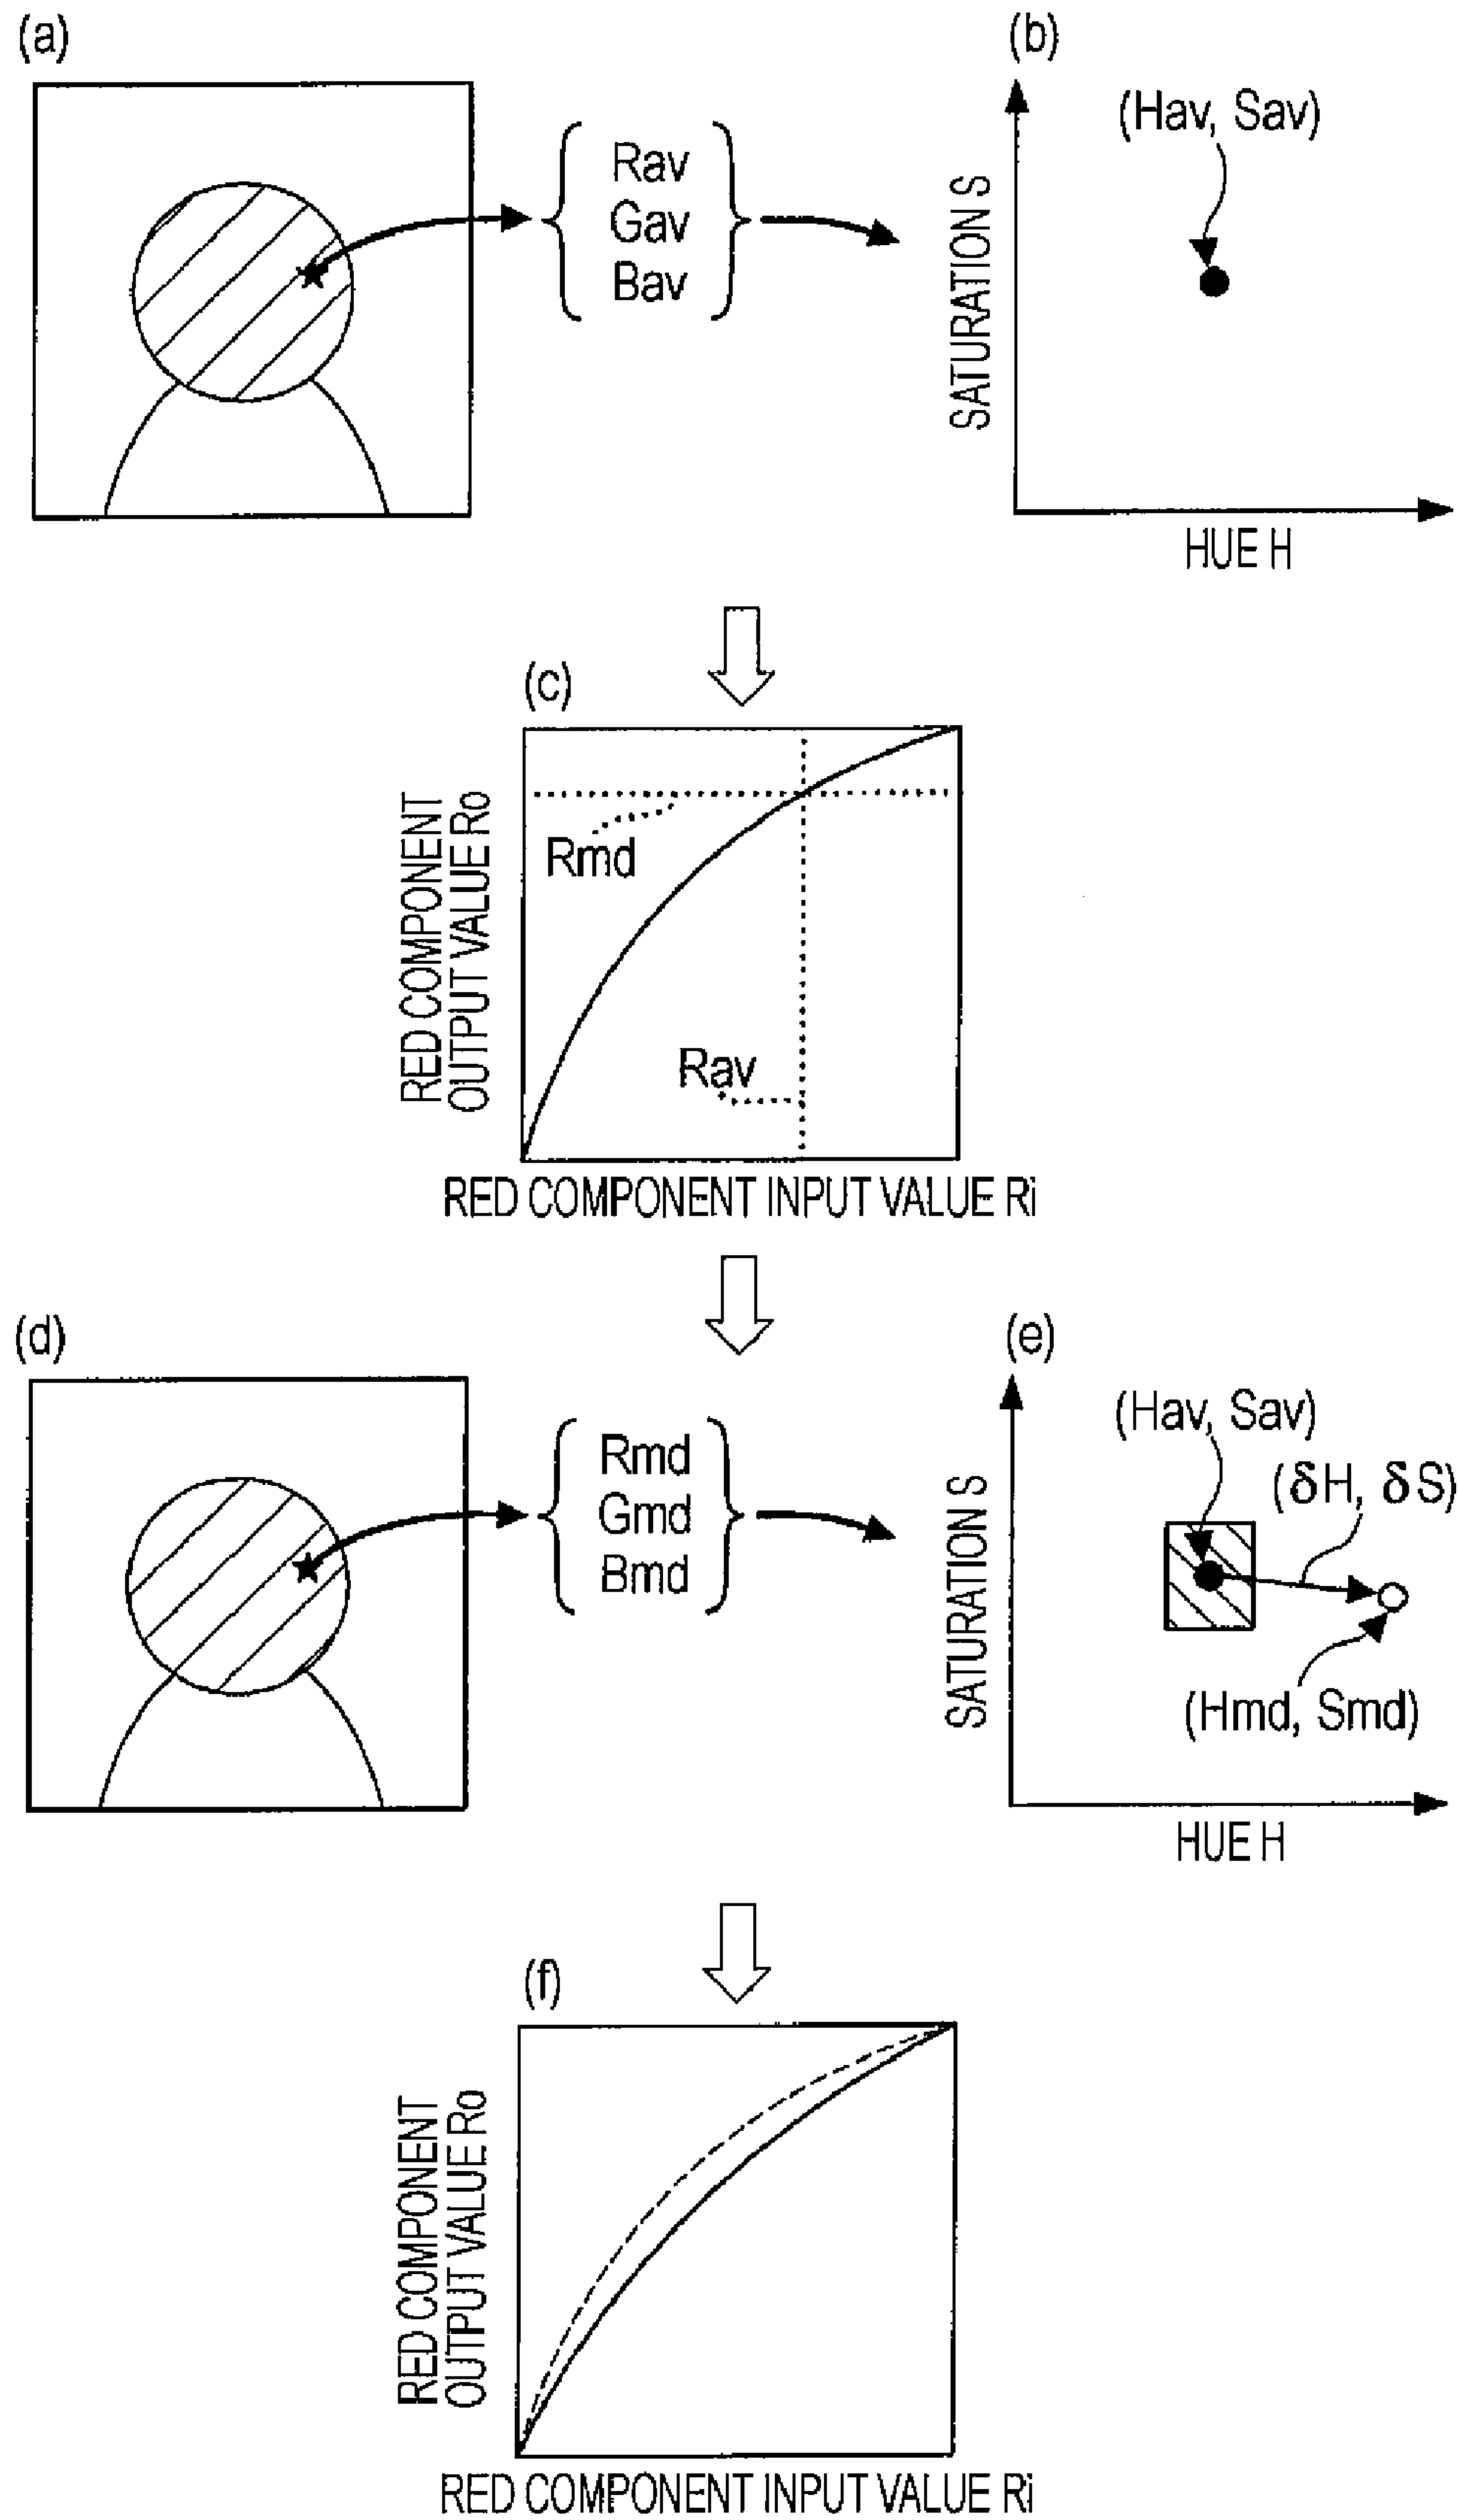 (a)
Rav
Gav
Bav
(b)
(Hav, Sav)
SATURATION S
HUE H
(c)
RED COMPONENT
OUTPUT VALUE Ro
Rmd
Rav
RED COMPONENT INPUT VALUE Ri
(d)
Rmd
Gmd
Bmd
(e)
(Hav, Sav)
(δH, δS)
SATURATION S
(Hmd, Smd)
HUE H
(f)
RED COMPONENT
OUTPUT VALUE Ro
RED COMPONENT INPUT VALUE Ri